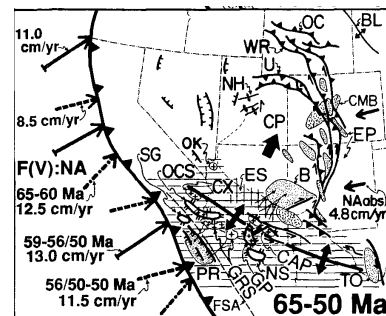 OC
BL
11.0
cm/yr
WR
U
NH
CMB
8.5 cm/yr
CP
EP
OK
F(V):NA
SG
OCS
65-60 Ma
12.5 cm/yr
CX
ES
B
NAobs
4.8cm/yr
59-56/50 Ma
13.0 cm/yr
CAP
56/50-50 Ma
11.5 cm/yr
PR
GRS
GP
NS
TO
FSA
65-50 Ma